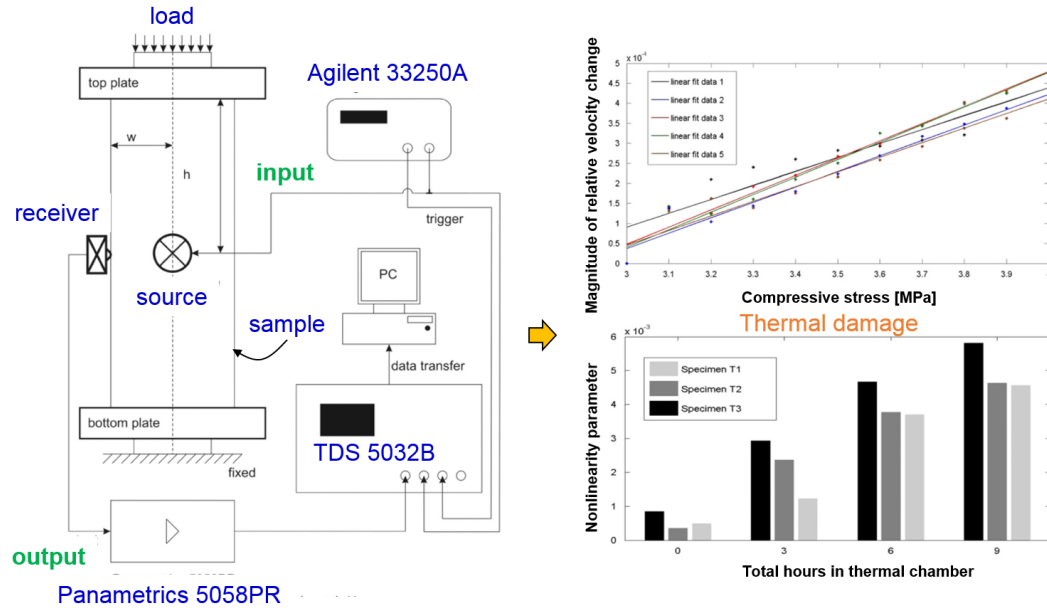 load
top plate
Agilent 33250A
w
h
input
trigger
receiver
source
PC
sample
data transfer
bottom plate
TDS 5032B
fixed
output
Panametrics 5058PR
x 10⁻³
5
4.5
4
3.5
3
2.5
2
1.5
1
0.5
0
linear fit data 1
linear fit data 2
linear fit data 3
linear fit data 4
linear fit data 5
Magnitude of relative velocity change
3 3.1 3.2 3.3 3.4 3.5 3.6 3.7 3.8 3.9
Compressive stress [MPa]
Thermal damage
x 10⁻³
6
5
4
3
2
1
0
Specimen T1
Specimen T2
Specimen T3
Nonlinearity parameter
0 3 6 9
Total hours in thermal chamber